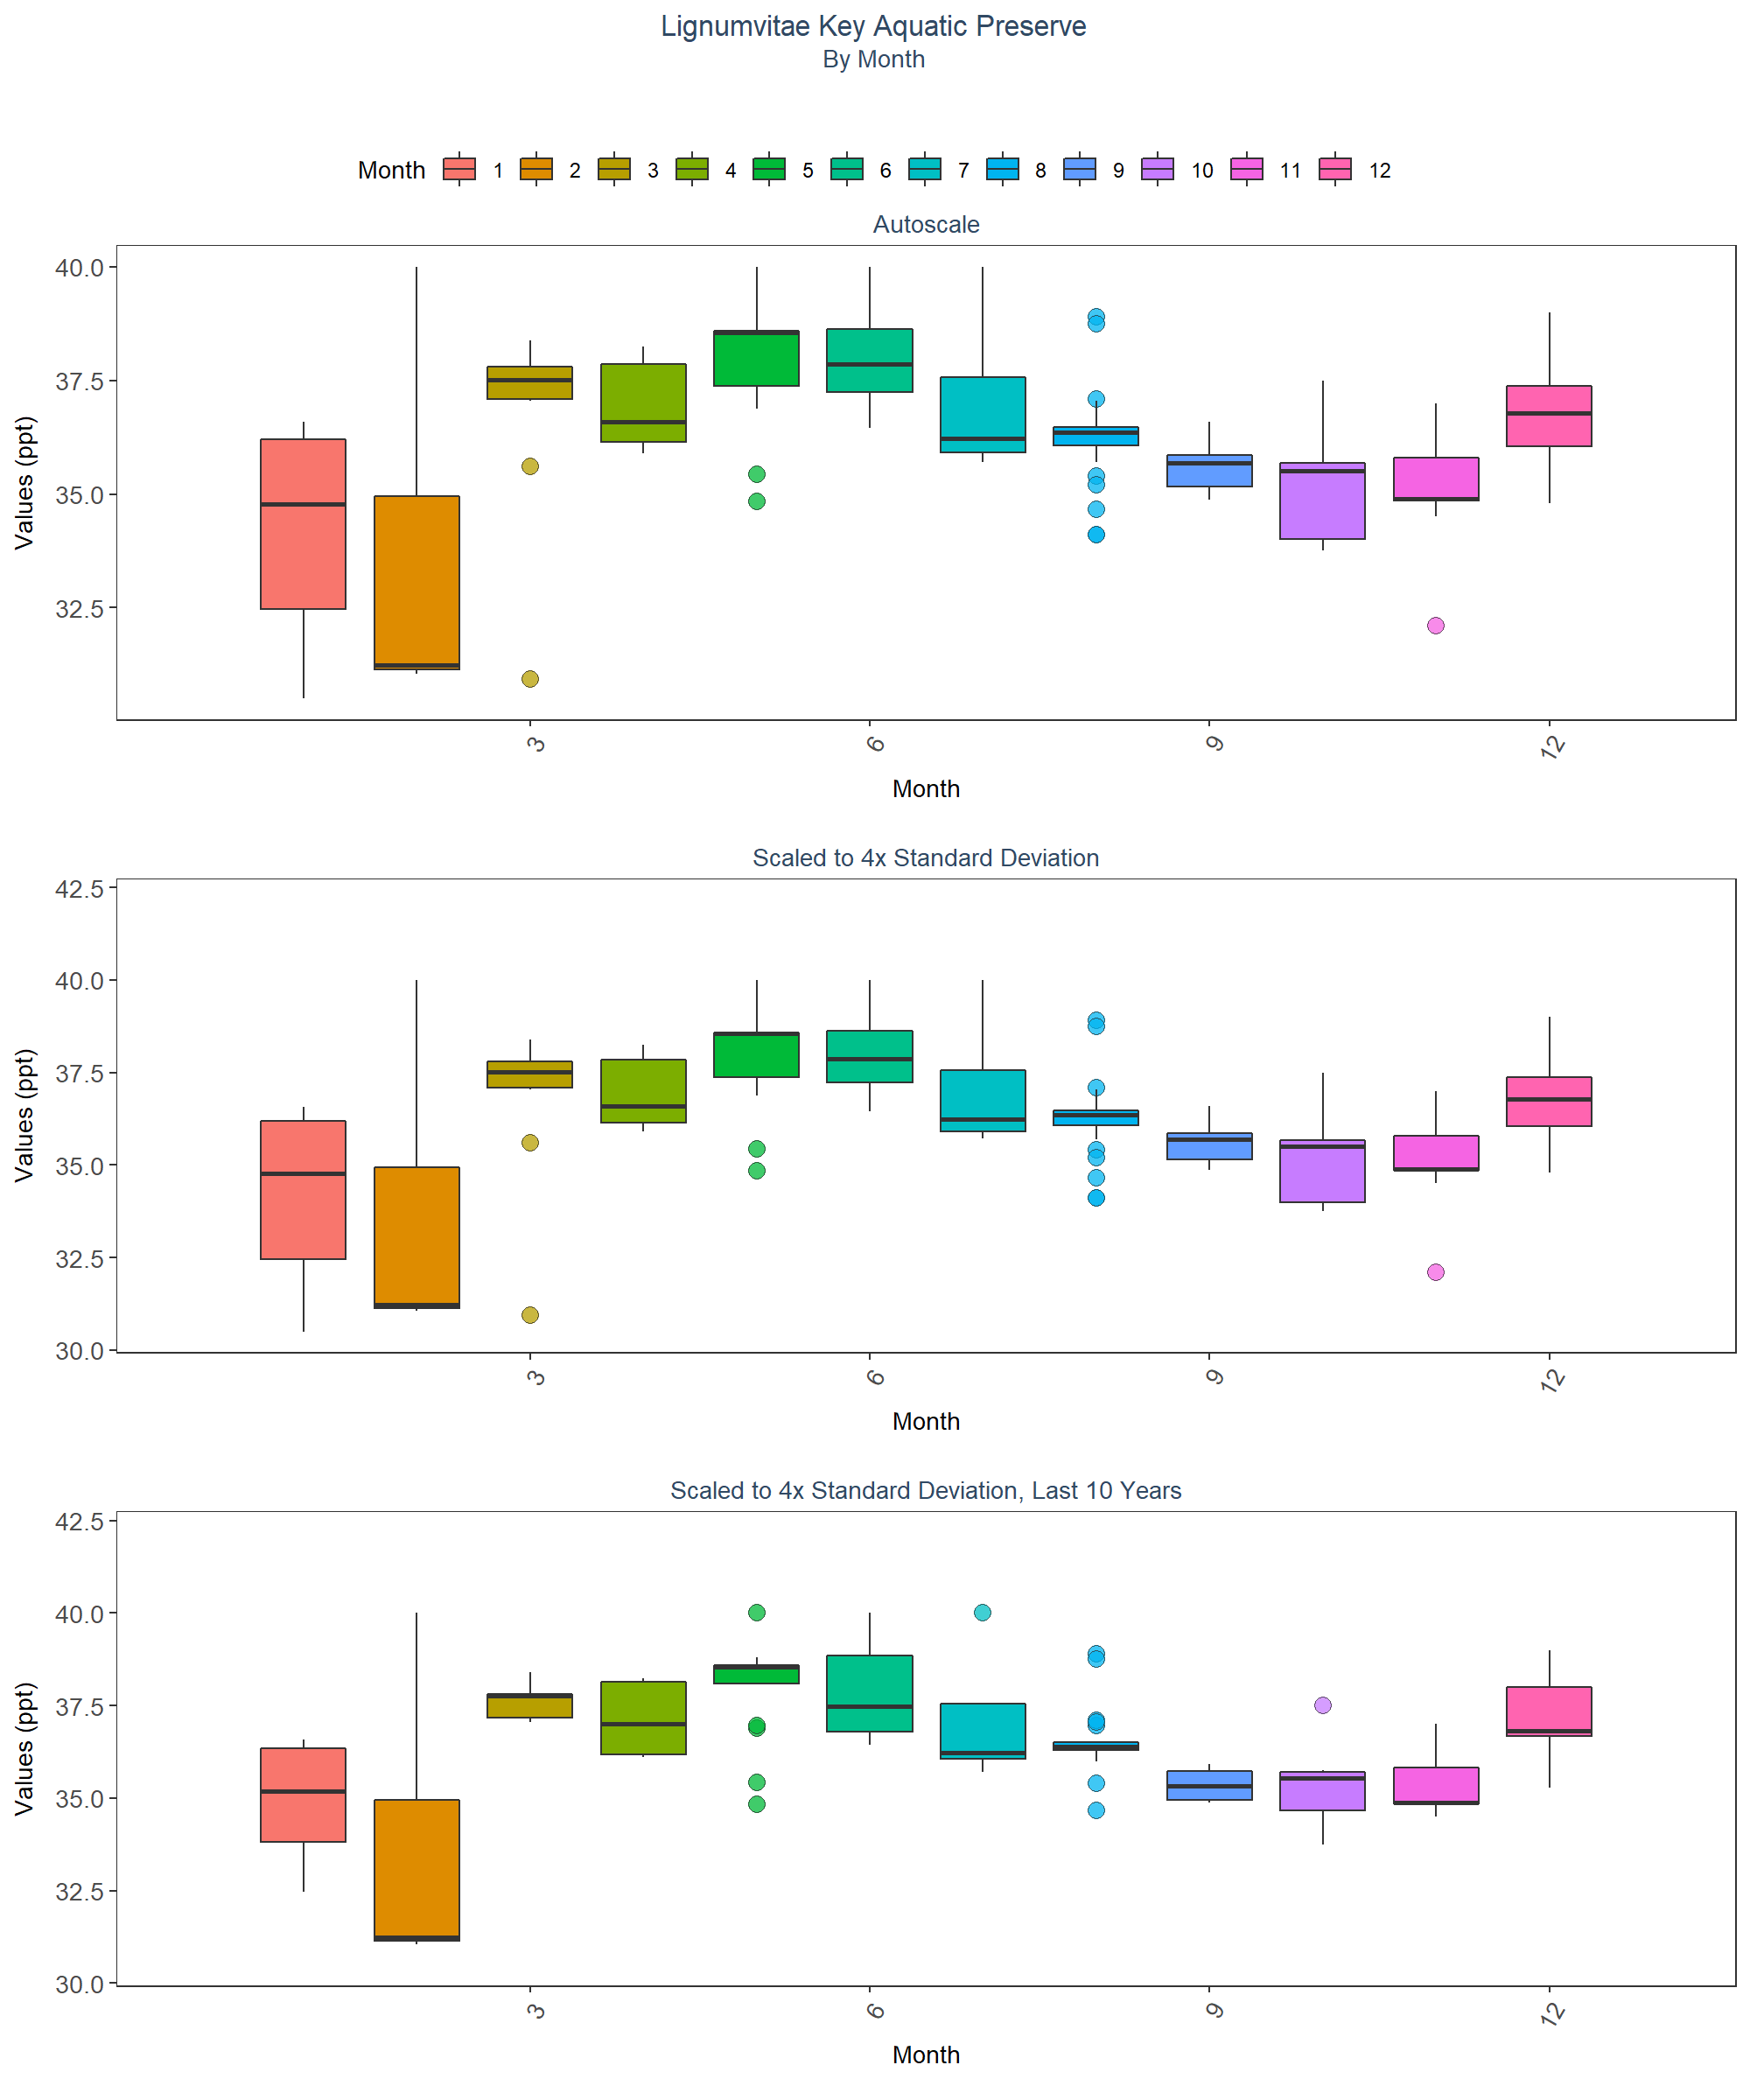 Lignumvitae Key Aquatic Preserve
By Month
Month 1 2 3 4 5 6 7 8 9 10 11 12
Autoscale
Values (ppt)
40.0
37.5
35.0
32.5
3 6 9 12
Month
Scaled to 4x Standard Deviation
Values (ppt)
42.5
40.0
37.5
35.0
32.5
30.0
3 6 9 12
Month
Scaled to 4x Standard Deviation, Last 10 Years
Values (ppt)
42.5
40.0
37.5
35.0
32.5
30.0
3 6 9 12
Month